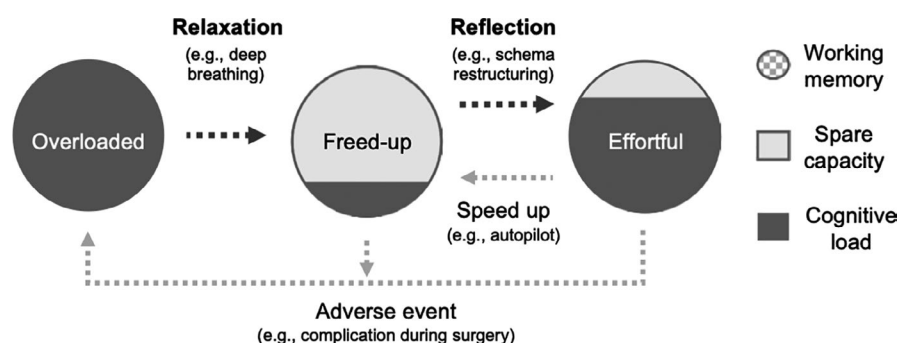 Relaxation
(e.g., deep
breathing)
Reflection
(e.g., schema
restructuring)
Overloaded
Freed-up
Effortful
Speed up
(e.g., autopilot)
Adverse event
(e.g., complication during surgery)
Working
memory
Spare
capacity
Cognitive
load